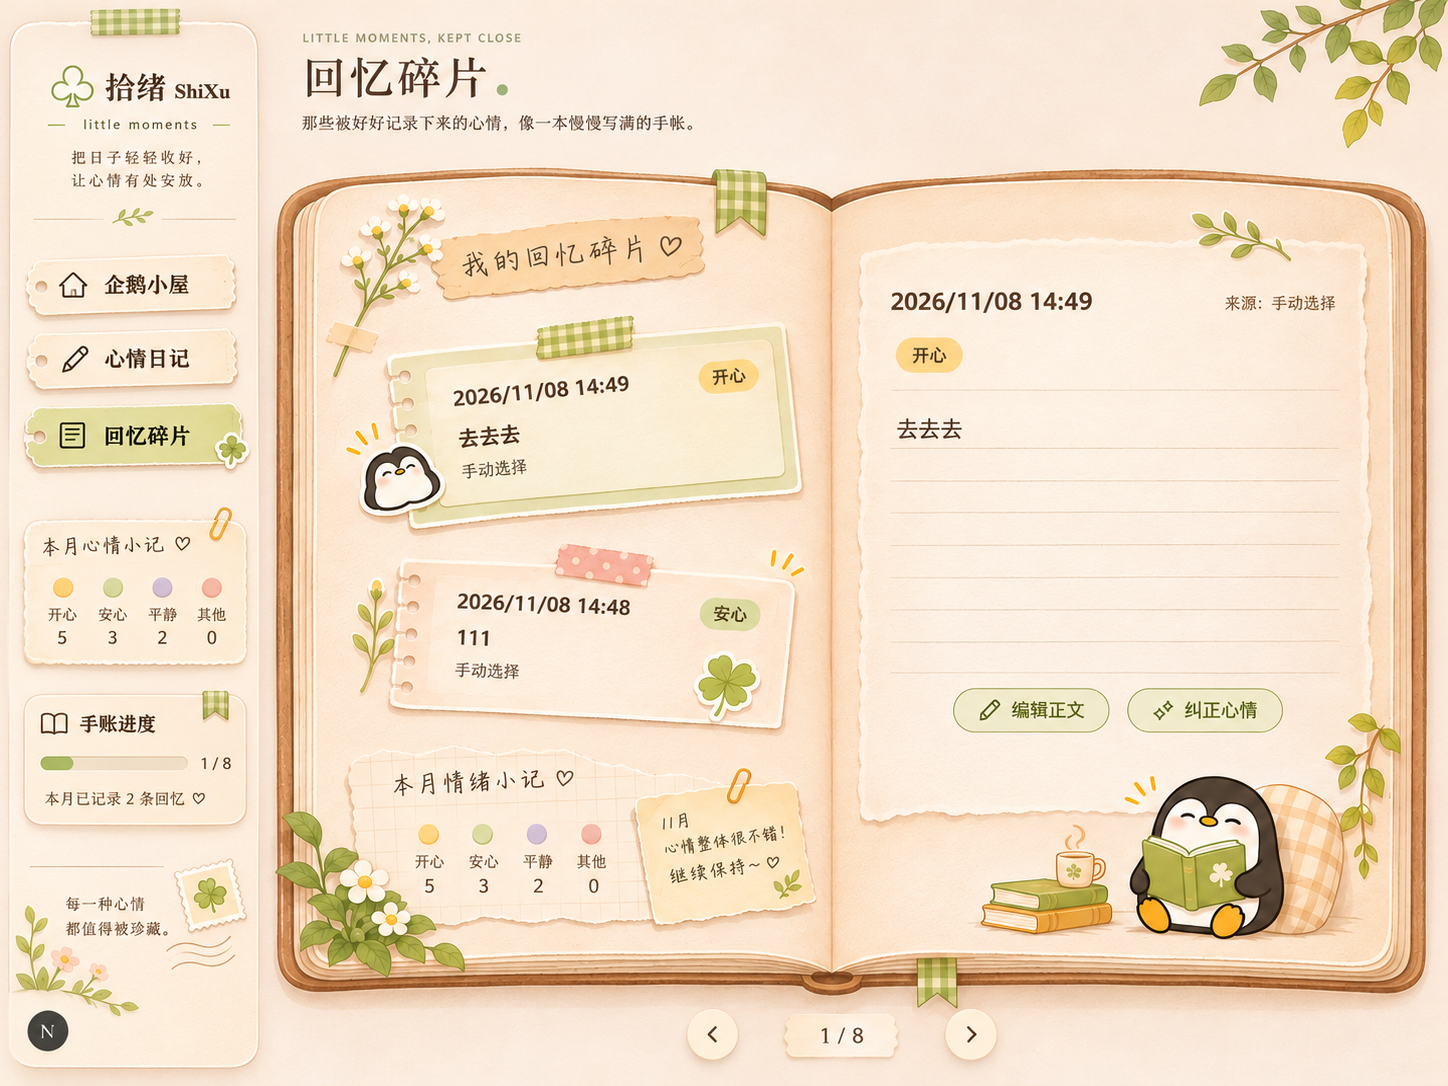 拾绪 ShiXu
little moments
把日子轻轻收好，
让心情有处安放。
企鹅小屋
心情日记
回忆碎片
本月心情小记
开心 安心 平静 其他
5 3 2 0
手账进度
1/8
本月已记录 2 条回忆
每一种心情
都值得被珍藏。
N
LITTLE MOMENTS, KEPT CLOSE
回忆碎片
那些被好好记录下来的心情，像一本慢慢写满的手帐。
我的回忆碎片
2026/11/08 14:49
开心
去去去
手动选择
2026/11/08 14:48
安心
111
手动选择
本月情绪小记
开心 安心 平静 其他
5 3 2 0
11月
心情整体很不错！
继续保持~
2026/11/08 14:49
来源：手动选择
开心
去去去
编辑正文
纠正心情
1 / 8